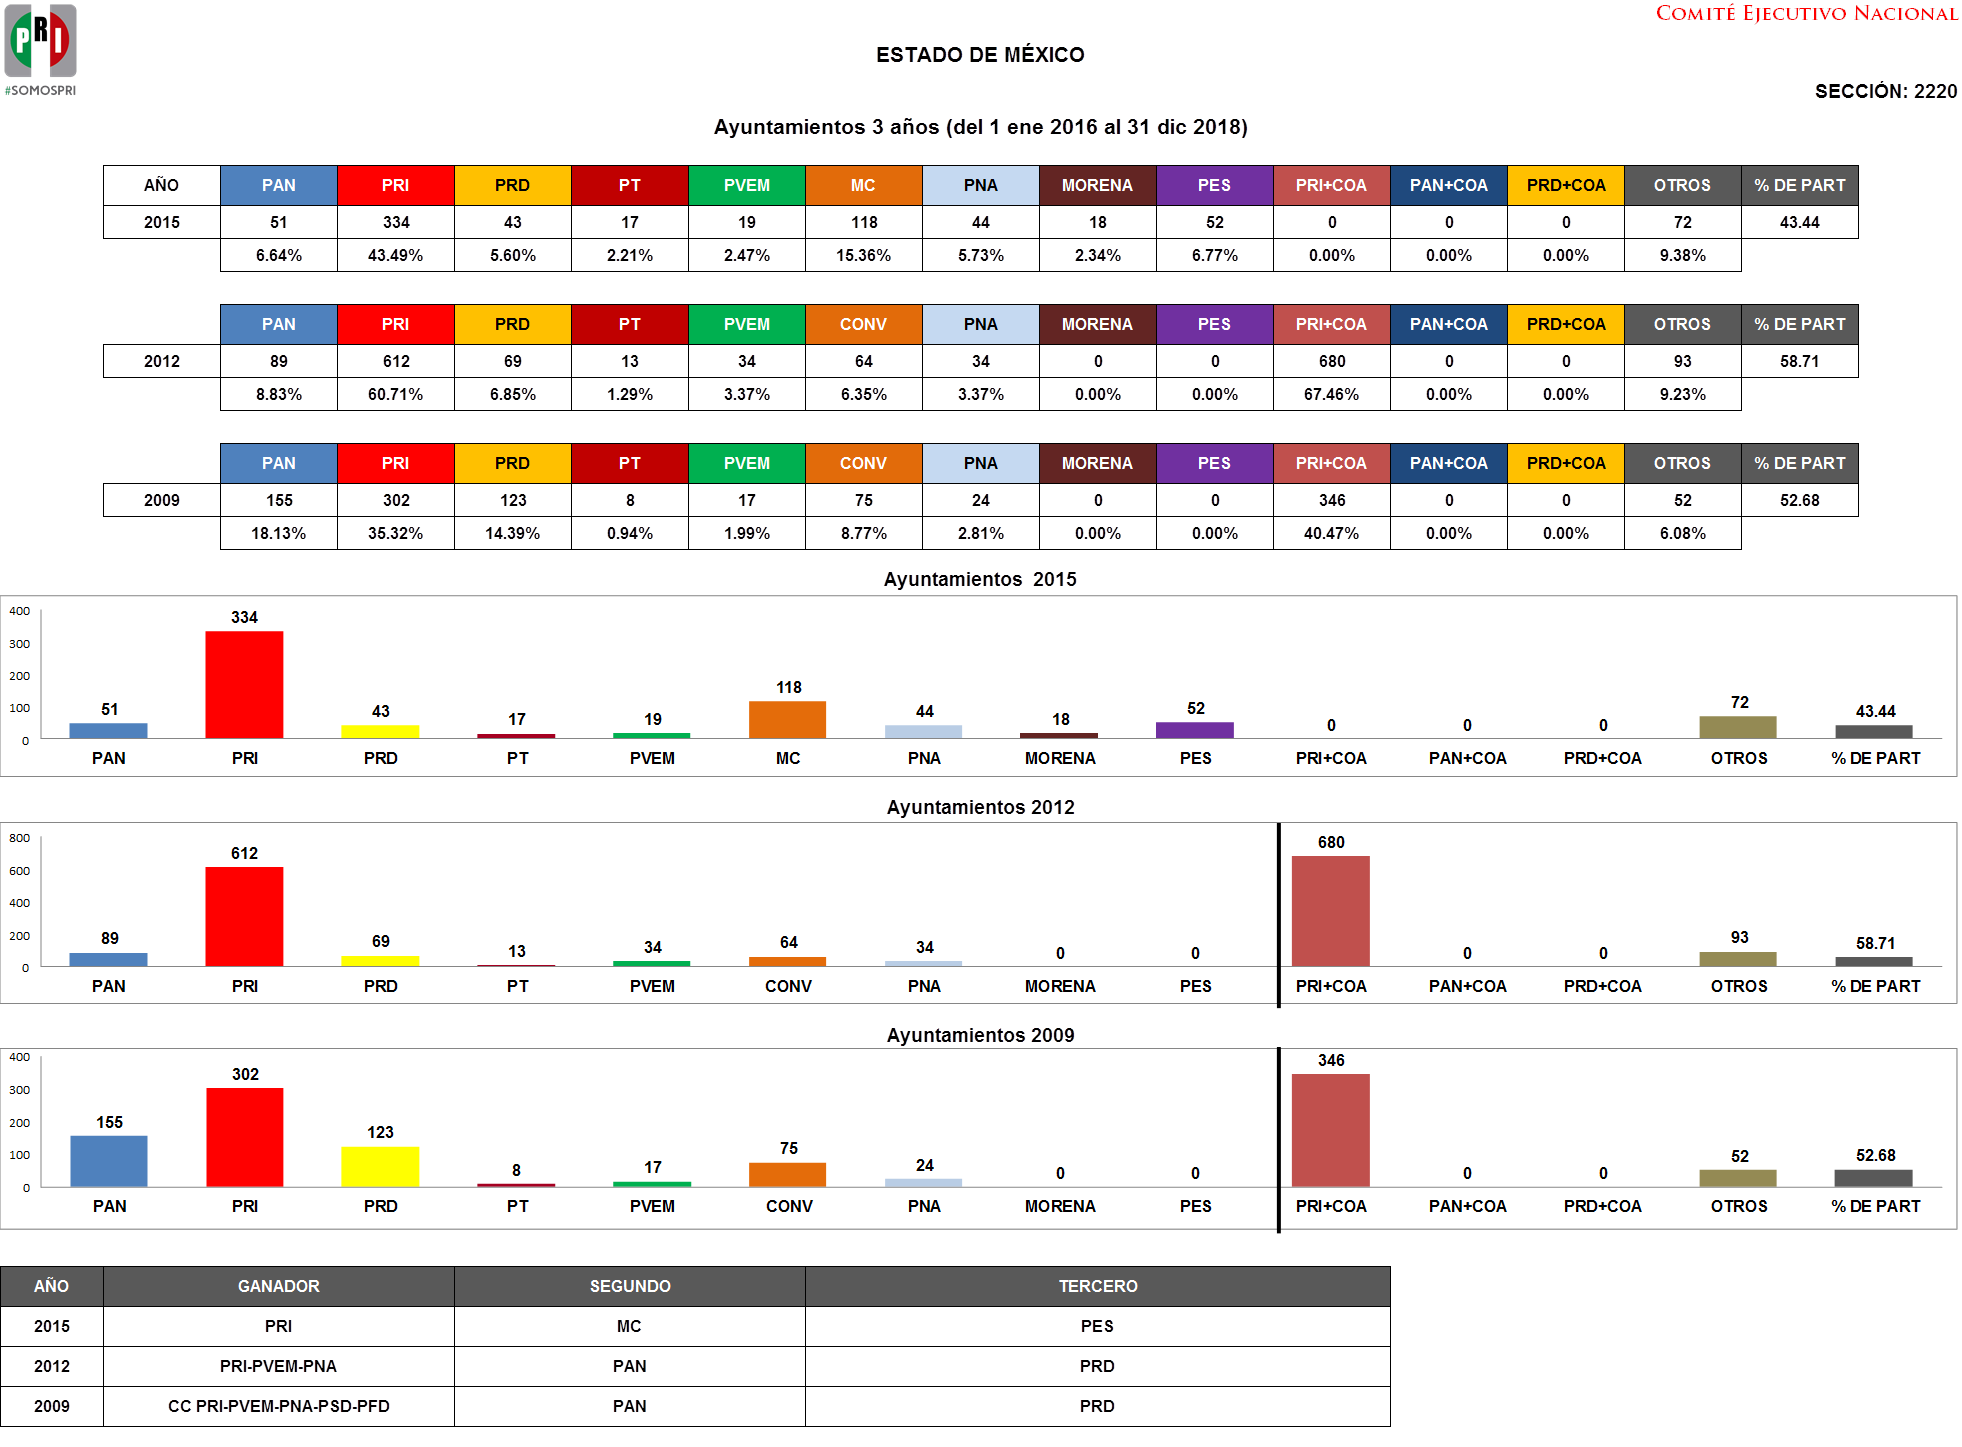 PRI
#SOMOSPRI
COMITÉ EJECUTIVO NACIONAL
ESTADO DE MÉXICO
SECCIÓN: 2220
Ayuntamientos 3 años (del 1 ene 2016 al 31 dic 2018)
AÑO PAN PRI PRD PT PVEM MC PNA MORENA PES PRI+COA PAN+COA PRD+COA OTROS % DE PART
2015 51 334 43 17 19 118 44 18 52 0 0 0 72 43.44
6.64% 43.49% 5.60% 2.21% 2.47% 15.36% 5.73% 2.34% 6.77% 0.00% 0.00% 0.00% 9.38%
PAN PRI PRD PT PVEM CONV PNA MORENA PES PRI+COA PAN+COA PRD+COA OTROS % DE PART
2012 89 612 69 13 34 64 34 0 0 680 0 0 93 58.71
8.83% 60.71% 6.85% 1.29% 3.37% 6.35% 3.37% 0.00% 0.00% 67.46% 0.00% 0.00% 9.23%
PAN PRI PRD PT PVEM CONV PNA MORENA PES PRI+COA PAN+COA PRD+COA OTROS % DE PART
2009 155 302 123 8 17 75 24 0 0 346 0 0 52 52.68
18.13% 35.32% 14.39% 0.94% 1.99% 8.77% 2.81% 0.00% 0.00% 40.47% 0.00% 0.00% 6.08%
Ayuntamientos 2015
400
300
200
100
0
51 334 43 17 19 118 44 18 52 0 0 0 72 43.44
PAN PRI PRD PT PVEM MC PNA MORENA PES PRI+COA PAN+COA PRD+COA OTROS % DE PART
Ayuntamientos 2012
800
600
400
200
0
89 612 69 13 34 64 34 0 0 680 0 0 93 58.71
PAN PRI PRD PT PVEM CONV PNA MORENA PES PRI+COA PAN+COA PRD+COA OTROS % DE PART
Ayuntamientos 2009
400
300
200
100
0
155 302 123 8 17 75 24 0 0 346 0 0 52 52.68
PAN PRI PRD PT PVEM CONV PNA MORENA PES PRI+COA PAN+COA PRD+COA OTROS % DE PART
AÑO GANADOR SEGUNDO TERCERO
2015 PRI MC PES
2012 PRI-PVEM-PNA PAN PRD
2009 CC PRI-PVEM-PNA-PSD-PFD PAN PRD